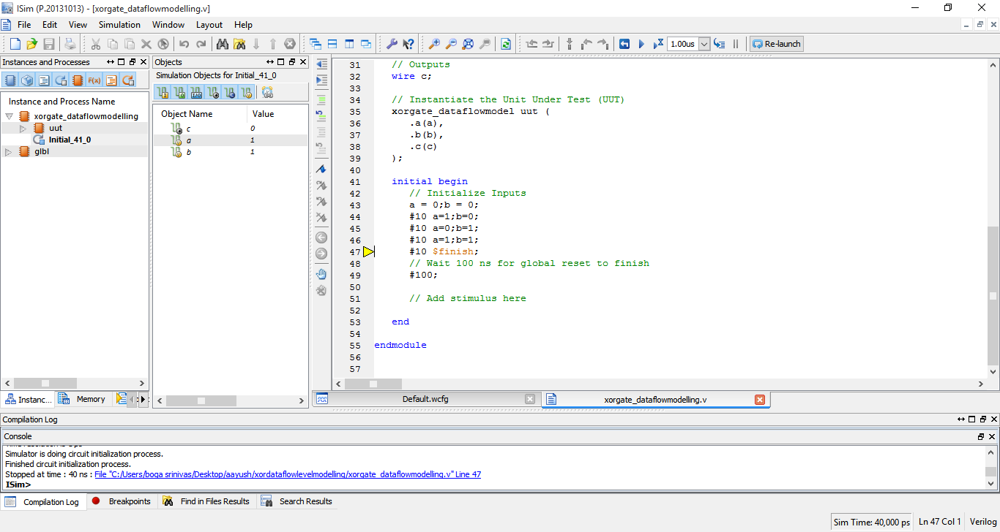 ISim (P.20131013) - [xorgate_dataflowmodelling.v]
File Edit View Simulation Window Layout Help
1.00us Re-launch
Instances and Processes
Instance and Process Name
xorgate_dataflowmodelling
uut
Initial_41_0
glbl
Instanc... Memory
Objects
Simulation Objects for Initial_41_0
Object Name Value
c 0
a 1
b 1
31 // Outputs
32 wire c;
33
34 // Instantiate the Unit Under Test (UUT)
35 xorgate_dataflowmodel uut (
36 .a(a),
37 .b(b),
38 .c(c)
39 );
40
41 initial begin
42 // Initialize Inputs
43 a = 0;b = 0;
44 #10 a=1;b=0;
45 #10 a=0;b=1;
46 #10 a=1;b=1;
47 #10 $finish;
48 // Wait 100 ns for global reset to finish
49 #100;
50
51 // Add stimulus here
52
53 end
54
55 endmodule
56
57
Default.wcfg xorgate_dataflowmodelling.v
Compilation Log
Console
Simulator is doing circuit initialization process.
Finished circuit initialization process.
Stopped at time : 40 ns : File "C:/Users/boga srinivas/Desktop/aayush/xordataflowlevelmodelling/xorgate_dataflowmodelling.v" Line 47
ISim>
Compilation Log Breakpoints Find in Files Results Search Results
Sim Time: 40,000 ps Ln 47 Col 1 Verilog